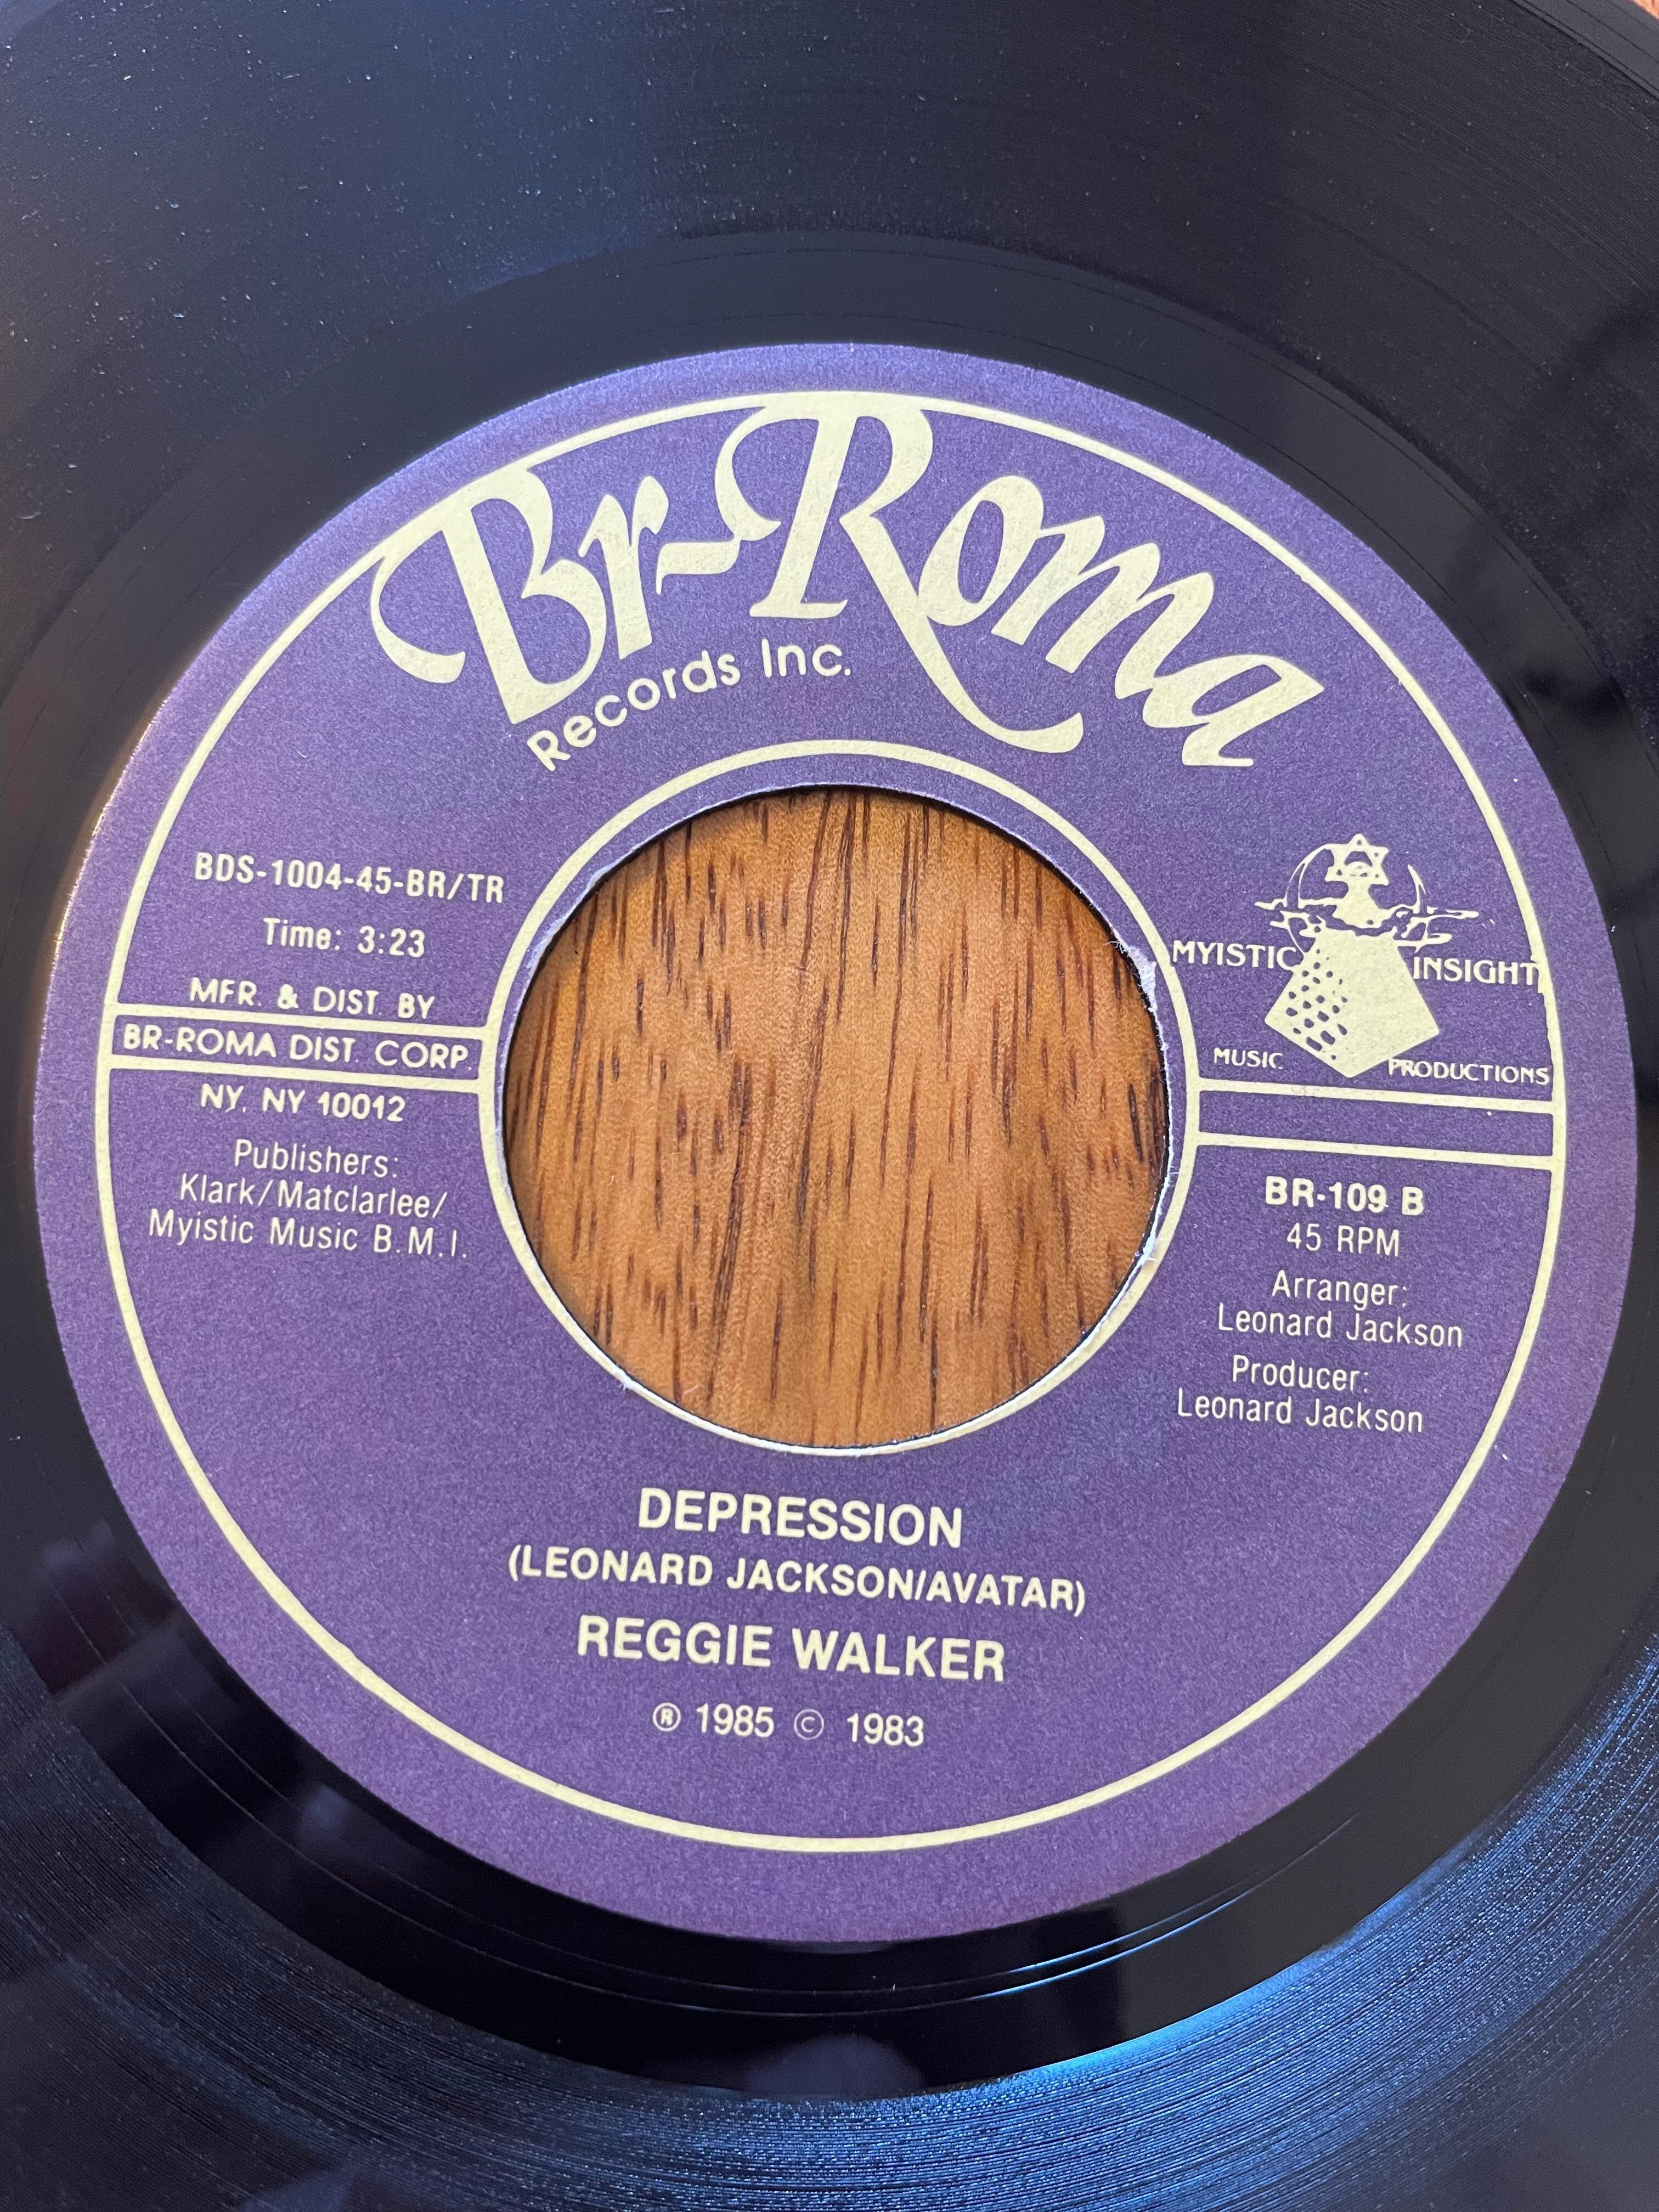 Br-Roma
Records Inc.
BDS-1004-45-BR/TR
Time: 3:23
MFR. & DIST. BY
BR-ROMA DIST. CORP.
NY, NY 10012
Publishers:
Klark/Matclarlee/
Myistic Music B.M.I.
MYISTIC INSIGHT
MUSIC PRODUCTIONS
BR-109 B
45 RPM
Arranger:
Leonard Jackson
Producer:
Leonard Jackson
DEPRESSION
(LEONARD JACKSON/AVATAR)
REGGIE WALKER
® 1985 © 1983